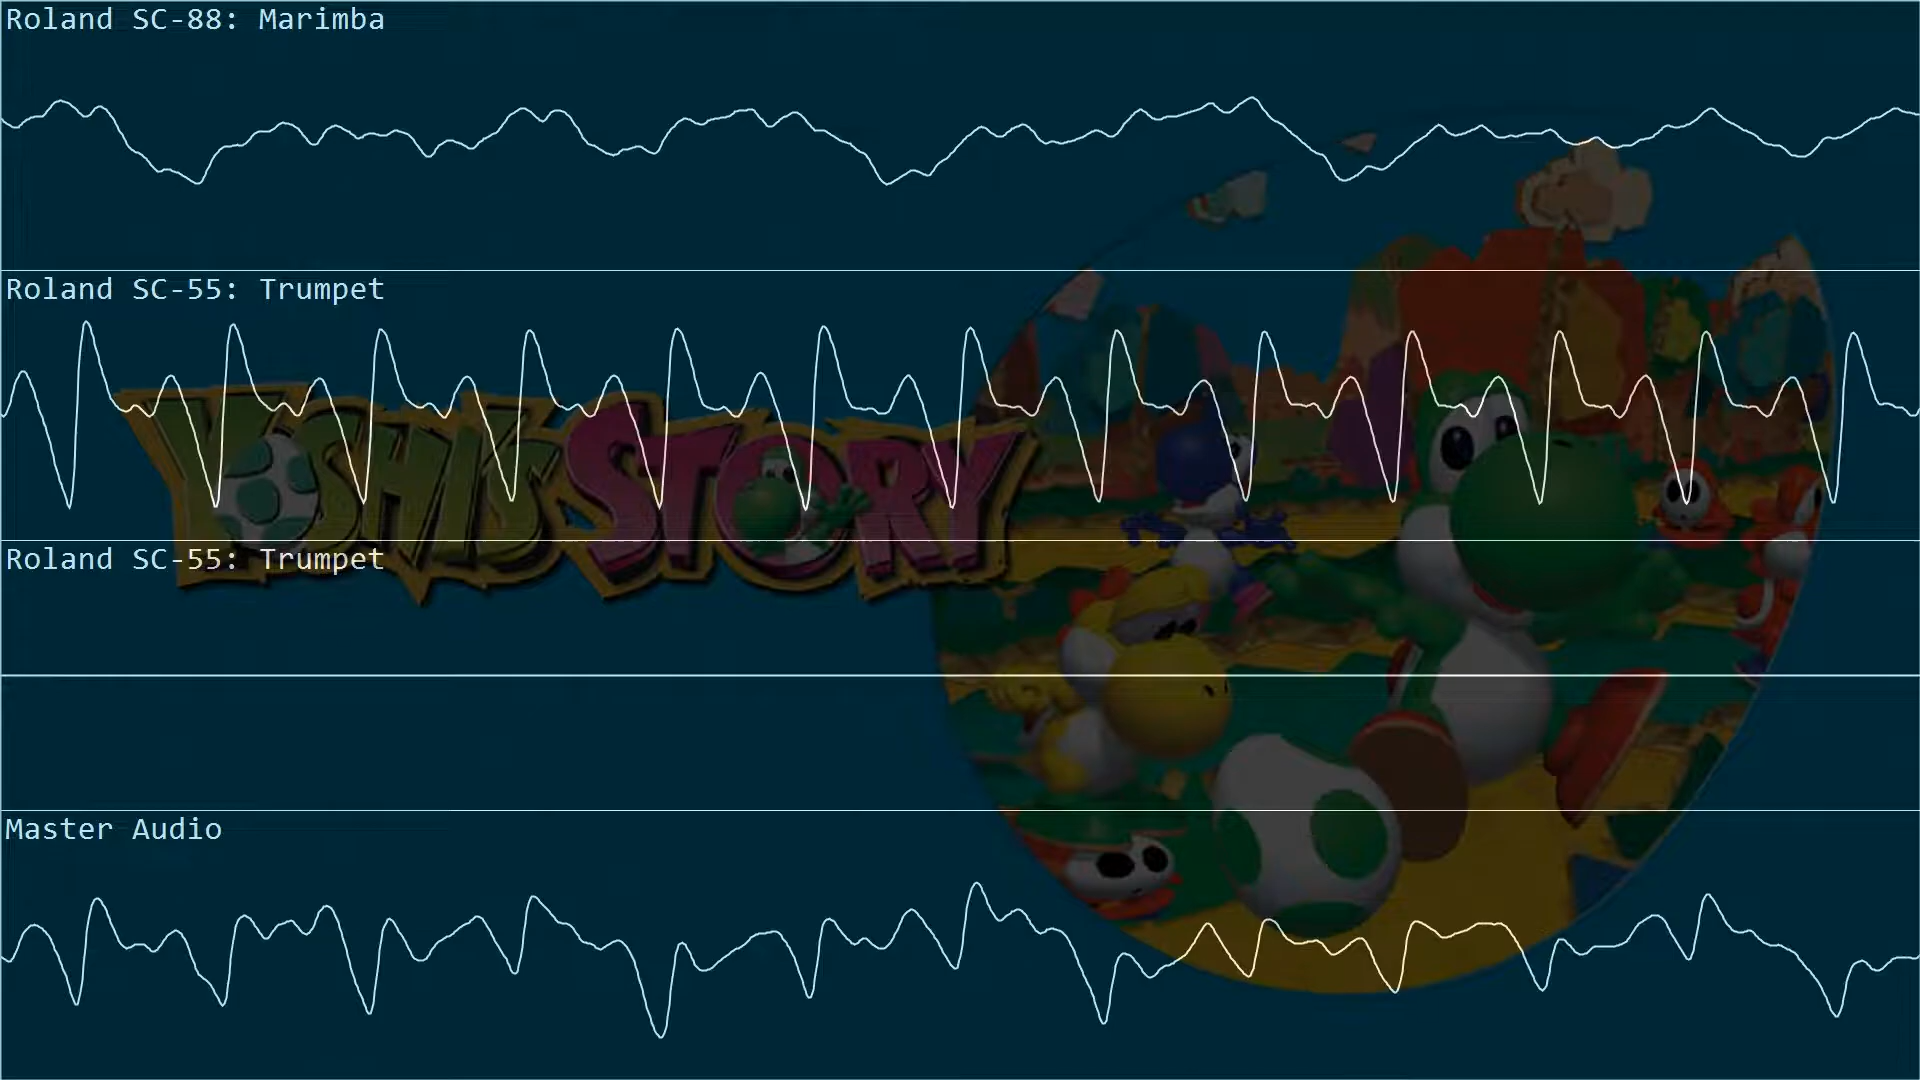 Roland SC-88: Marimba
Roland SC-55: Trumpet
YOSHI'S STORY
Roland SC-55: Trumpet
Master Audio